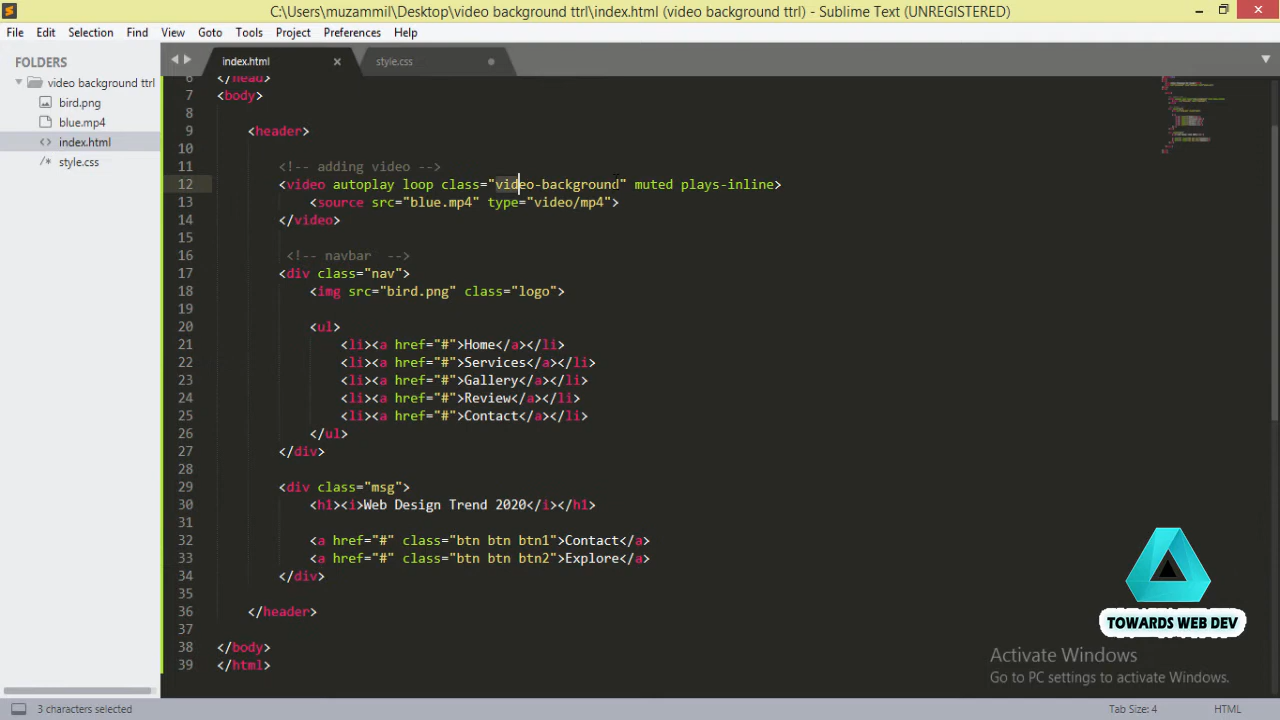 C:\Users\muzammil\Desktop\video background ttrl\index.html (video background ttrl) - Sublime Text (UNREGISTERED)
File Edit Selection Find View Goto Tools Project Preferences Help
FOLDERS
video background ttrl
bird.png
blue.mp4
index.html
style.css
index.html
style.css
6 </head>
7 <body>
8
9 <header>
10
11 <!-- adding video -->
12 <video autoplay loop class="video-background" muted plays-inline>
13 <source src="blue.mp4" type="video/mp4">
14 </video>
15
16 <!-- navbar  -->
17 <div class="nav">
18 <img src="bird.png" class="logo">
19
20 <ul>
21 <li><a href="#">Home</a></li>
22 <li><a href="#">Services</a></li>
23 <li><a href="#">Gallery</a></li>
24 <li><a href="#">Review</a></li>
25 <li><a href="#">Contact</a></li>
26 </ul>
27 </div>
28
29 <div class="msg">
30 <h1><i>Web Design Trend 2020</i></h1>
31
32 <a href="#" class="btn btn btn1">Contact</a>
33 <a href="#" class="btn btn btn2">Explore</a>
34 </div>
35
36 </header>
37
38 </body>
39 </html>
TOWARDS WEB DEV
Activate Windows
Go to PC settings to activate Windows.
3 characters selected
Tab Size: 4
HTML